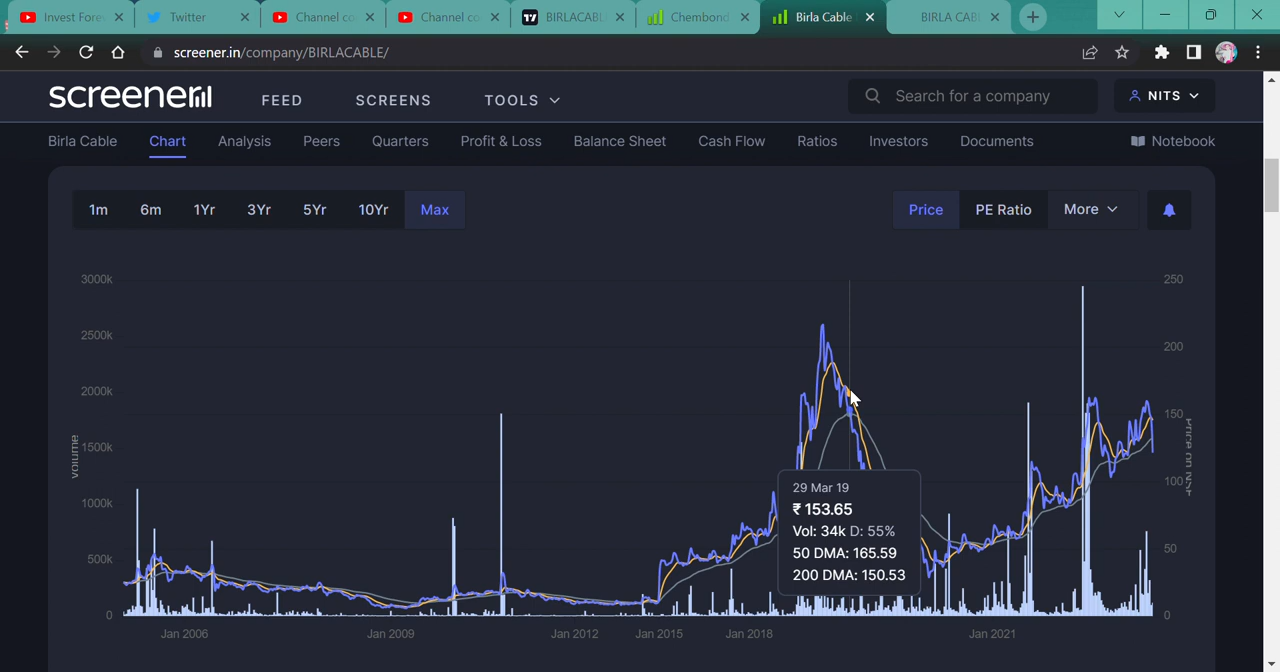 Invest Fore
Twitter
Channel co
Channel co
BIRLACABL
Chembond
Birla Cable
BIRLA CAB
screener.in/company/BIRLACABLE/
screener
FEED
SCREENS
TOOLS
Search for a company
NITS
Birla Cable
Chart
Analysis
Peers
Quarters
Profit & Loss
Balance Sheet
Cash Flow
Ratios
Investors
Documents
Notebook
1m
6m
1Yr
3Yr
5Yr
10Yr
Max
Price
PE Ratio
More
3000k
2500k
2000k
1500k
1000k
500k
0
volume
250
200
150
100
50
0
29 Mar 19
₹ 153.65
Vol: 34k D: 55%
50 DMA: 165.59
200 DMA: 150.53
Jan 2006
Jan 2009
Jan 2012
Jan 2015
Jan 2018
Jan 2021